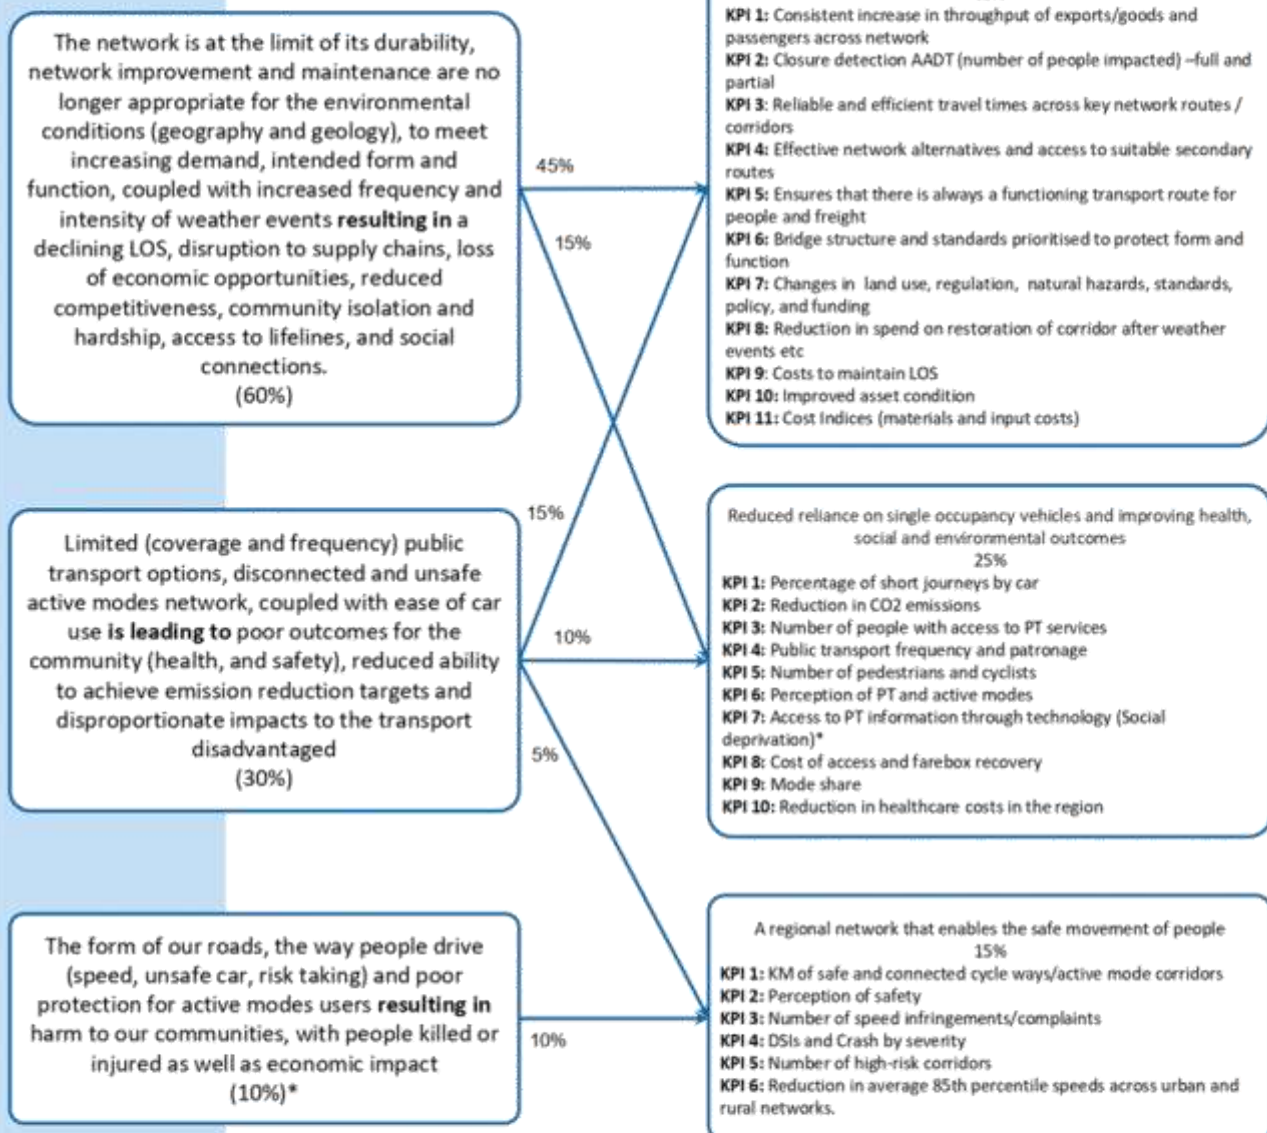 The network is at the limit of its durability,
network improvement and maintenance are no
longer appropriate for the environmental
conditions (geography and geology), to meet
increasing demand, intended form and
function, coupled with increased frequency and
intensity of weather events resulting in a
declining LOS, disruption to supply chains, loss
of economic opportunities, reduced
competitiveness, community isolation and
hardship, access to lifelines, and social
connections.
(60%)
45%
15%
KPI 1: Consistent increase in throughput of exports/goods and
passengers across network
KPI 2: Closure detection AADT (number of people impacted) –full and
partial
KPI 3: Reliable and efficient travel times across key network routes /
corridors
KPI 4: Effective network alternatives and access to suitable secondary
routes
KPI 5: Ensures that there is always a functioning transport route for
people and freight
KPI 6: Bridge structure and standards prioritised to protect form and
function
KPI 7: Changes in land use, regulation, natural hazards, standards,
policy, and funding
KPI 8: Reduction in spend on restoration of corridor after weather
events etc
KPI 9: Costs to maintain LOS
KPI 10: Improved asset condition
KPI 11: Cost Indices (materials and input costs)
Limited (coverage and frequency) public
transport options, disconnected and unsafe
active modes network, coupled with ease of car
use is leading to poor outcomes for the
community (health, and safety), reduced ability
to achieve emission reduction targets and
disproportionate impacts to the transport
disadvantaged
(30%)
15%
10%
5%
Reduced reliance on single occupancy vehicles and improving health,
social and environmental outcomes
25%
KPI 1: Percentage of short journeys by car
KPI 2: Reduction in CO2 emissions
KPI 3: Number of people with access to PT services
KPI 4: Public transport frequency and patronage
KPI 5: Number of pedestrians and cyclists
KPI 6: Perception of PT and active modes
KPI 7: Access to PT information through technology (Social
deprivation)*
KPI 8: Cost of access and farebox recovery
KPI 9: Mode share
KPI 10: Reduction in healthcare costs in the region
The form of our roads, the way people drive
(speed, unsafe car, risk taking) and poor
protection for active modes users resulting in
harm to our communities, with people killed or
injured as well as economic impact
(10%)*
10%
A regional network that enables the safe movement of people
15%
KPI 1: KM of safe and connected cycle ways/active mode corridors
KPI 2: Perception of safety
KPI 3: Number of speed infringements/complaints
KPI 4: DSIs and Crash by severity
KPI 5: Number of high-risk corridors
KPI 6: Reduction in average 85th percentile speeds across urban and
rural networks.